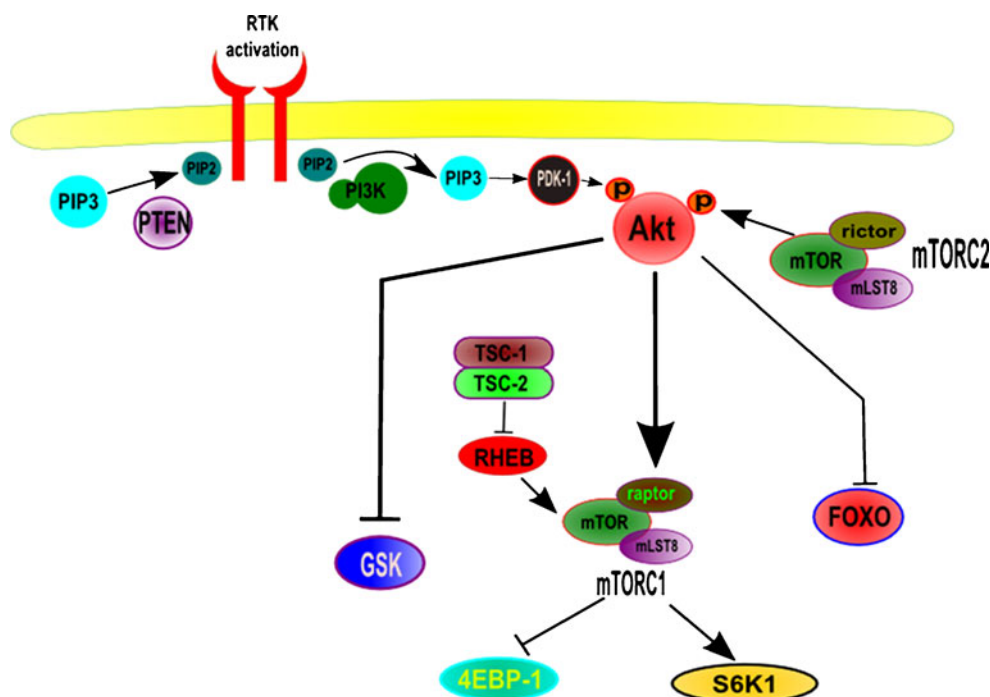 RTK
activation
PIP2
PIP2
PIP3
PTEN
PI3K
PIP3
PDK-1
p
p
Akt
rictor
mTOR
mLST8
mTORC2
TSC-1
TSC-2
RHEB
raptor
mTOR
mLST8
mTORC1
FOXO
GSK
4EBP-1
S6K1